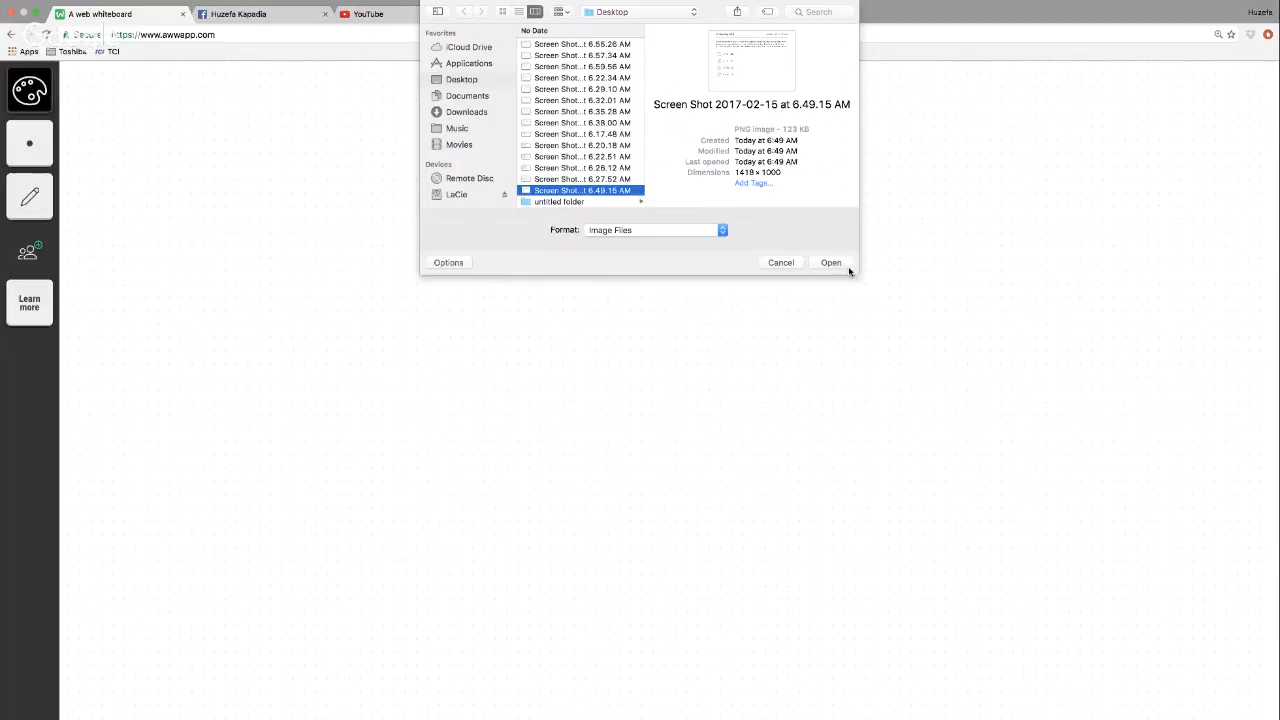 A web whiteboard
Huzefa Kapadia
YouTube
Desktop
Search
Huzefa
Secure
https://www.awwapp.com
Apps
Toshiba
TCI
Favorites
iCloud Drive
Applications
Desktop
Documents
Downloads
Music
Movies
Devices
Remote Disc
LaCie
No Date
Screen Shot...t 6.55.26 AM
Screen Shot...t 6.57.34 AM
Screen Shot...t 6.59.56 AM
Screen Shot...t 6.22.34 AM
Screen Shot...t 6.29.10 AM
Screen Shot...t 6.32.01 AM
Screen Shot...t 6.35.28 AM
Screen Shot...t 6.38.00 AM
Screen Shot...t 6.17.48 AM
Screen Shot...t 6.20.18 AM
Screen Shot...t 6.22.51 AM
Screen Shot...t 6.26.12 AM
Screen Shot...t 6.27.52 AM
Screen Shot...t 6.49.15 AM
untitled folder
Screen Shot 2017-02-15 at 6.49.15 AM
PNG image - 123 KB
Created Today at 6:49 AM
Modified Today at 6:49 AM
Last opened Today at 6:49 AM
Dimensions 1418 × 1000
Add Tags...
Format: Image Files
Options
Cancel
Open
Learn
more